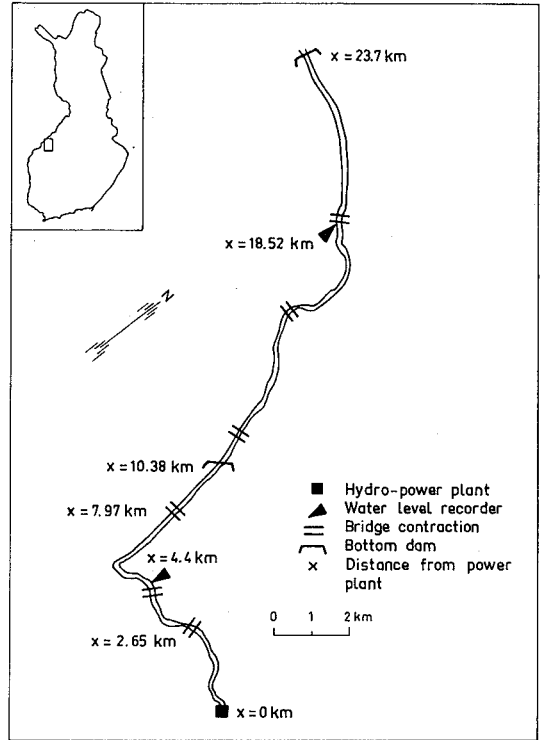 x = 23.7 km
x = 18.52 km
N
x = 10.38 km
x = 7.97 km
x = 4.4 km
x = 2.65 km
x = 0 km
Hydro-power plant
Water level recorder
Bridge contraction
Bottom dam
x Distance from power
plant
0 1 2 km